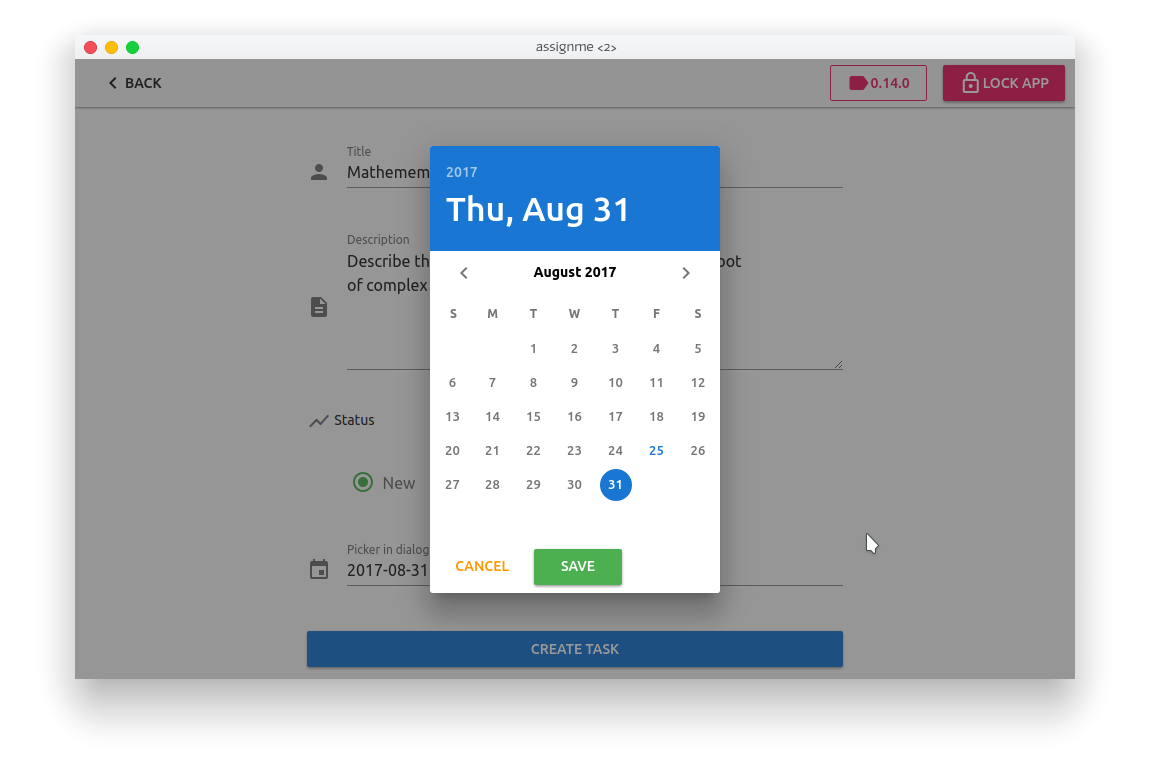 assignme <2>
BACK
0.14.0
LOCK APP
Title
Mathemem
Description
Describe th
oot
of complex
Status
New
Picker in dialog
2017-08-31
CREATE TASK
2017
Thu, Aug 31
August 2017
S M T W T F S
1 2 3 4 5
6 7 8 9 10 11 12
13 14 15 16 17 18 19
20 21 22 23 24 25 26
27 28 29 30 31
CANCEL SAVE